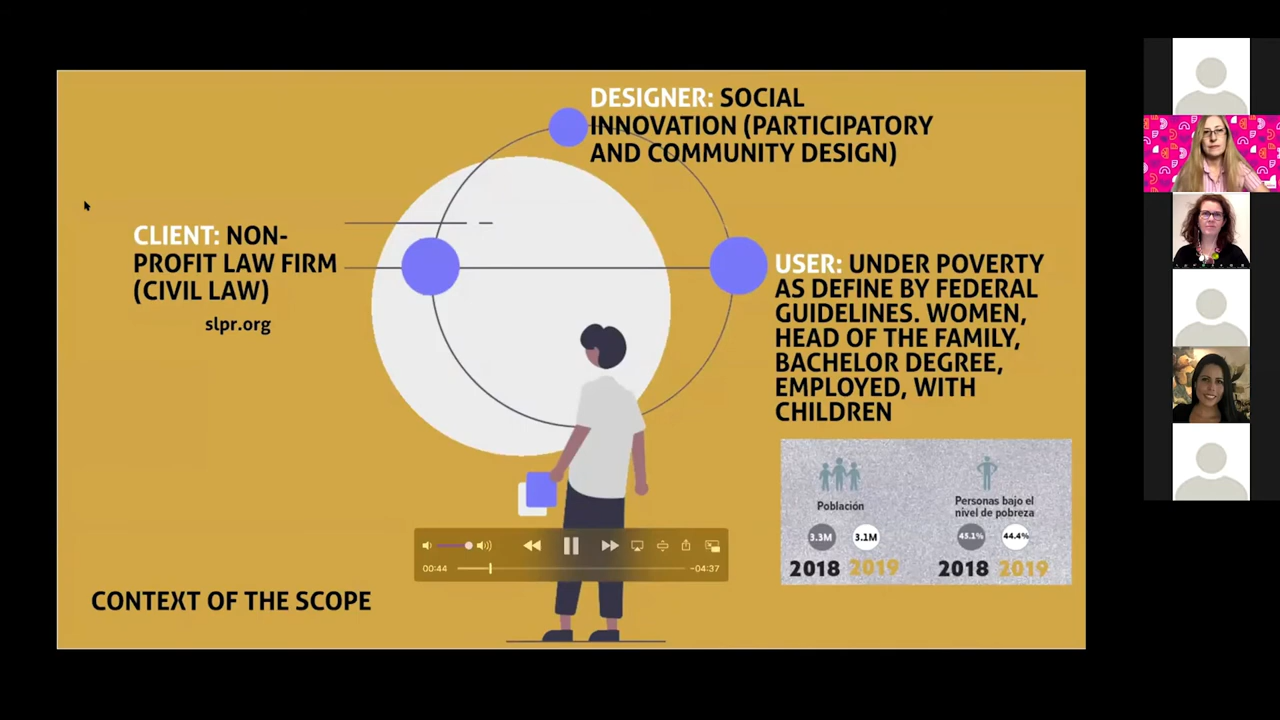 DESIGNER: SOCIAL
INNOVATION (PARTICIPATORY
AND COMMUNITY DESIGN)
CLIENT: NON-
PROFIT LAW FIRM
(CIVIL LAW)
slpr.org
USER: UNDER POVERTY
AS DEFINE BY FEDERAL
GUIDELINES. WOMEN,
HEAD OF THE FAMILY,
BACHELOR DEGREE,
EMPLOYED, WITH
CHILDREN
Población
3.3M 3.1M
2018 2019
Personas bajo el
nivel de pobreza
45.1% 44.4%
2018 2019
00:44 -04:37
CONTEXT OF THE SCOPE